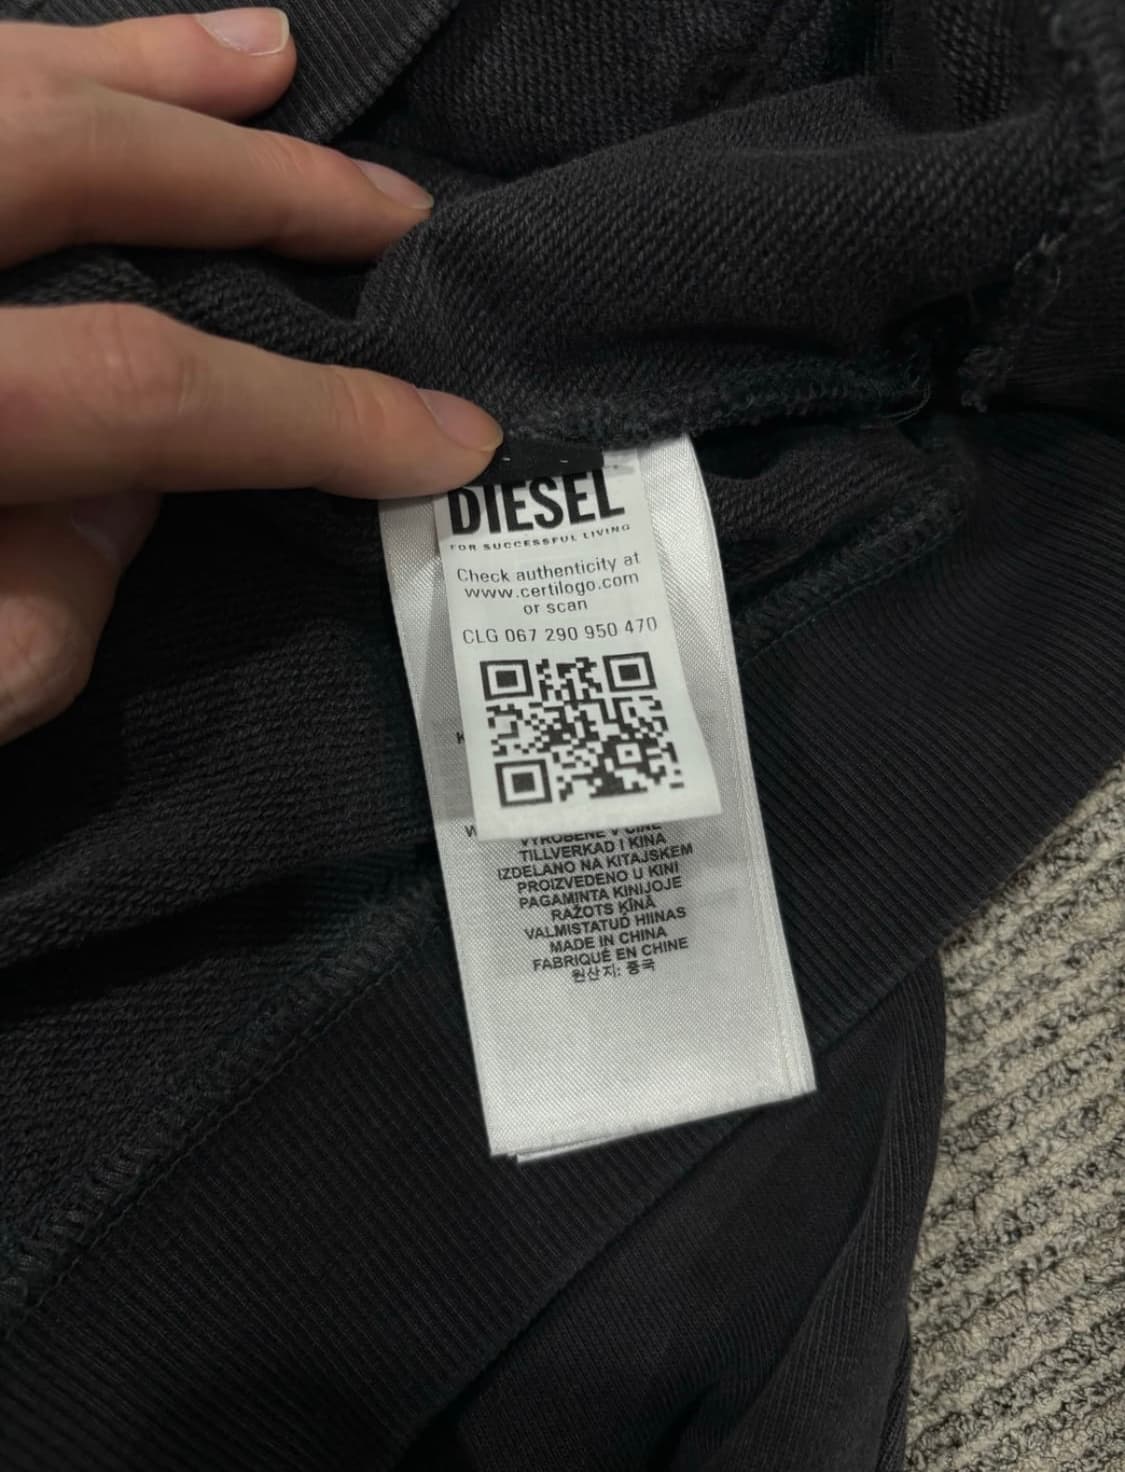 DIESEL
FOR SUCCESSFUL LIVING
Check authenticity at
www.certilogo.com
or scan
CLG 067 290 950 470
K
W
VYROBENÉ V ČÍNE
TILLVERKAD I KINA
IZDELANO NA KITAJSKEM
PROIZVEDENO U KINI
PAGAMINTA KINIJOJE
RAŽOTS ĶĪNĀ
VALMISTATUD HIINAS
MADE IN CHINA
FABRIQUÉ EN CHINE
원산지: 중국